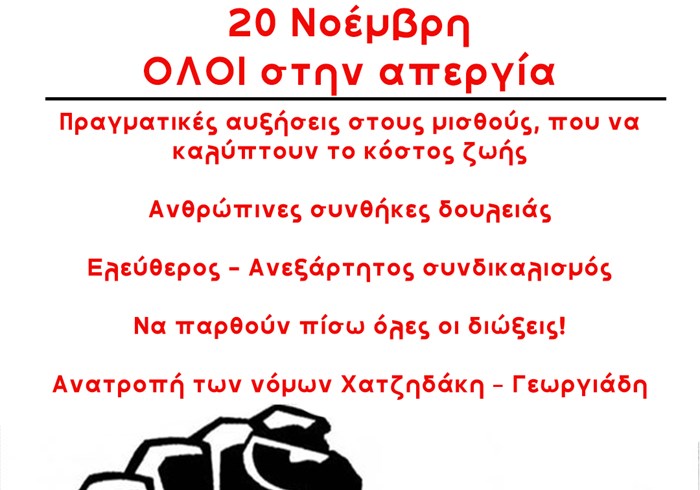 20 Νοέμβρη
ΟΛΟΙ στην απεργία
Πραγματικές αυξήσεις στους μισθούς, που να
καλύπτουν το κόστος ζωής
Ανθρώπινες συνθήκες δουλειάς
Ελεύθερος – Ανεξάρτητος συνδικαλισμός
Να παρθούν πίσω όλες οι διώξεις!
Ανατροπή των νόμων Χατζηδάκη – Γεωργιάδη